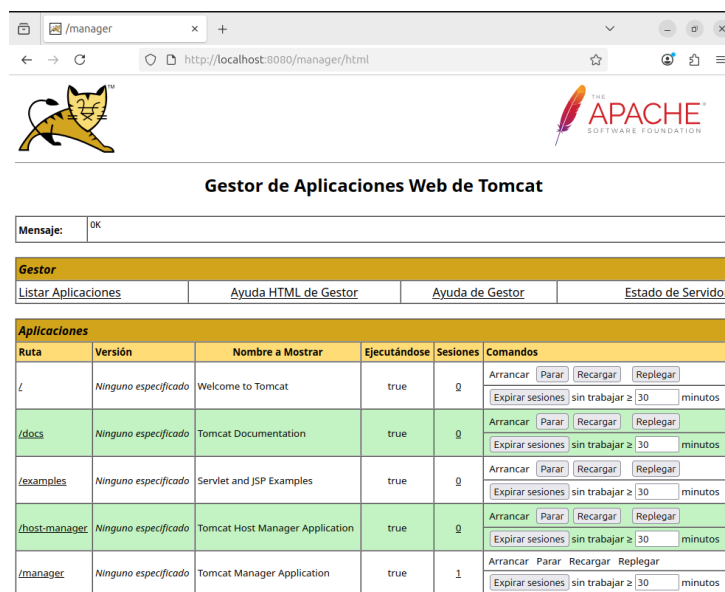 /manager
http://localhost:8080/manager/html
TM
THE
APACHE®
SOFTWARE FOUNDATION
Gestor de Aplicaciones Web de Tomcat
Mensaje: OK
Gestor
Listar Aplicaciones Ayuda HTML de Gestor Ayuda de Gestor Estado de Servidor
Aplicaciones
Ruta Versión Nombre a Mostrar Ejecutándose Sesiones Comandos
Arrancar Parar Recargar Replegar
/ Ninguno especificado Welcome to Tomcat true 0
Expirar sesiones sin trabajar ≥ 30 minutos
Arrancar Parar Recargar Replegar
/docs Ninguno especificado Tomcat Documentation true 0
Expirar sesiones sin trabajar ≥ 30 minutos
Arrancar Parar Recargar Replegar
/examples Ninguno especificado Servlet and JSP Examples true 0
Expirar sesiones sin trabajar ≥ 30 minutos
Arrancar Parar Recargar Replegar
/host-manager Ninguno especificado Tomcat Host Manager Application true 0
Expirar sesiones sin trabajar ≥ 30 minutos
Arrancar Parar Recargar Replegar
/manager Ninguno especificado Tomcat Manager Application true 1
Expirar sesiones sin trabajar ≥ 30 minutos